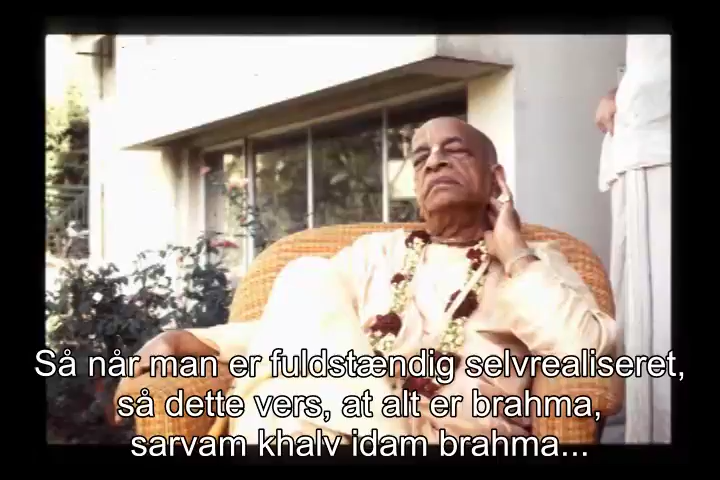 Så når man er fuldstændig selvrealiseret,
så dette vers, at alt er brahma,
sarvam khalv idam brahma...